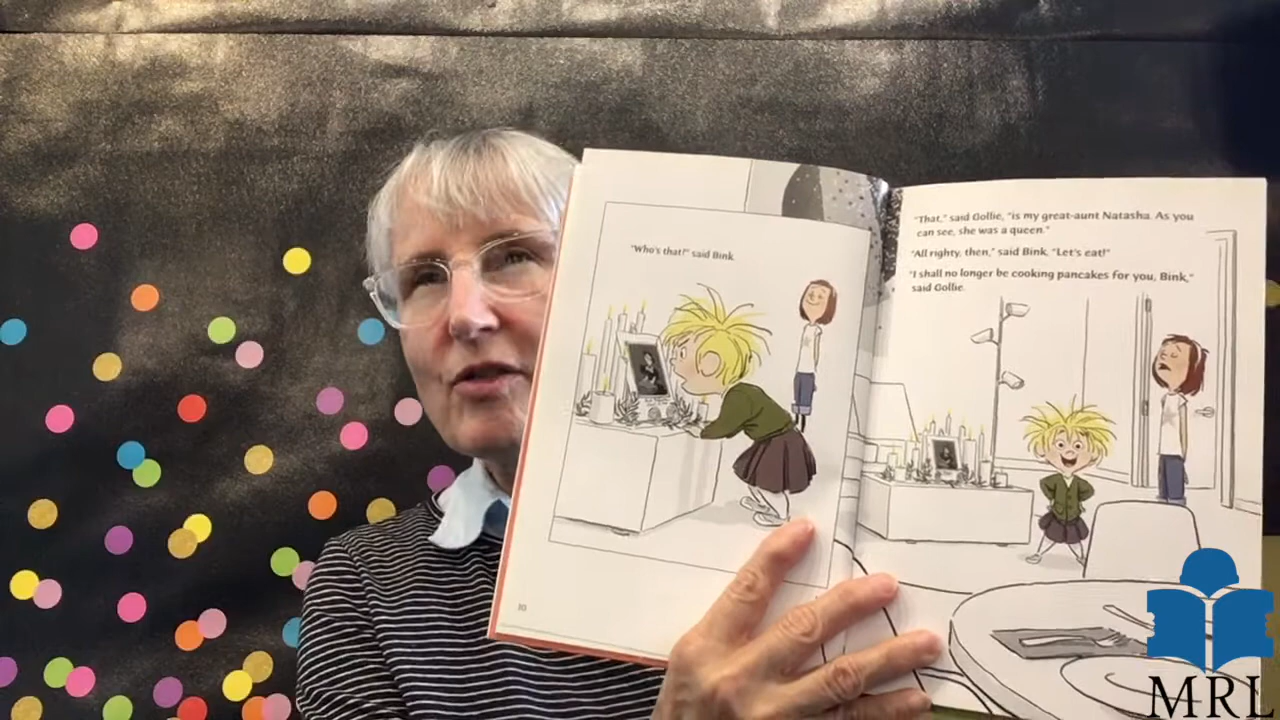 "Who's that?" said Bink.
10
"That," said Gollie, "is my great-aunt Natasha. As you
can see, she was a queen."
"All righty, then," said Bink. "Let's eat!"
"I shall no longer be cooking pancakes for you, Bink,"
said Gollie.
MRL